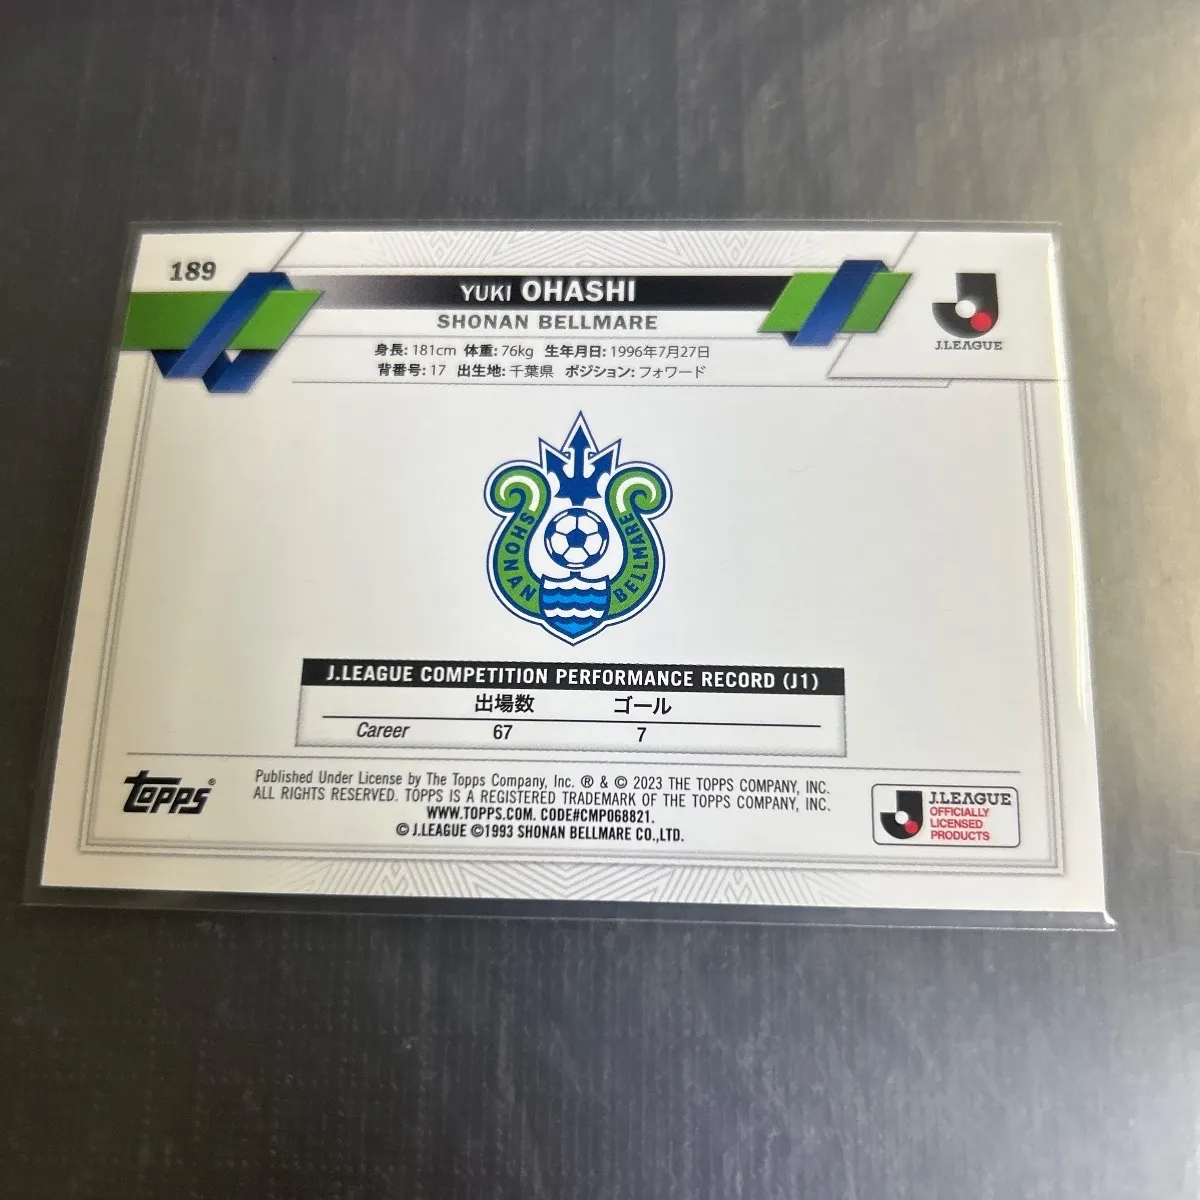 189
YUKI OHASHI
SHONAN BELLMARE
J.LEAGUE
身長: 181cm 体重: 76kg 生年月日: 1996年7月27日
背番号: 17 出生地: 千葉県 ポジション: フォワード
SHONAN BELLMARE
J.LEAGUE COMPETITION PERFORMANCE RECORD (J1)
出場数 ゴール
Career 67 7
TOPPS®
Published Under License by The Topps Company, Inc. ® & © 2023 THE TOPPS COMPANY, INC.
ALL RIGHTS RESERVED. TOPPS IS A REGISTERED TRADEMARK OF THE TOPPS COMPANY, INC.
WWW.TOPPS.COM. CODE#CMP068821.
© J.LEAGUE ©1993 SHONAN BELLMARE CO.,LTD.
J.LEAGUE
OFFICIALLY
LICENSED
PRODUCTS